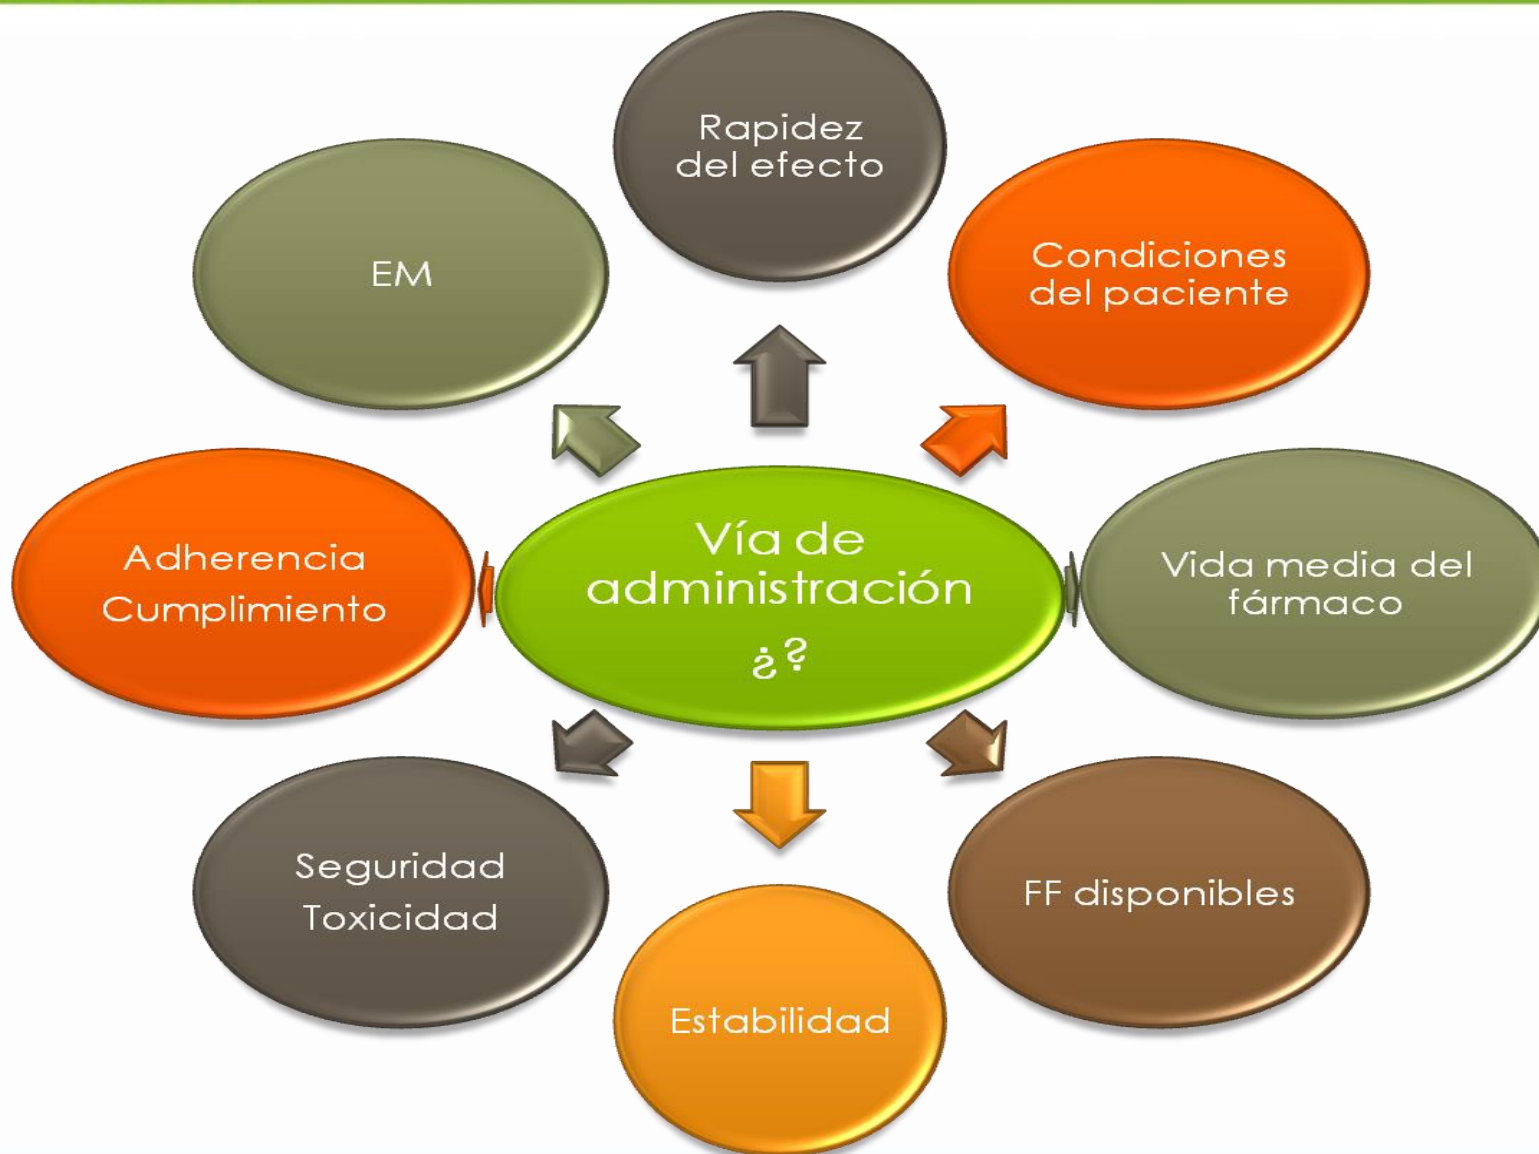 Rapidez
del efecto
EM
Condiciones
del paciente
Adherencia
Cumplimiento
Vía de
administración
¿?
Vida media del
fármaco
Seguridad
Toxicidad
FF disponibles
Estabilidad